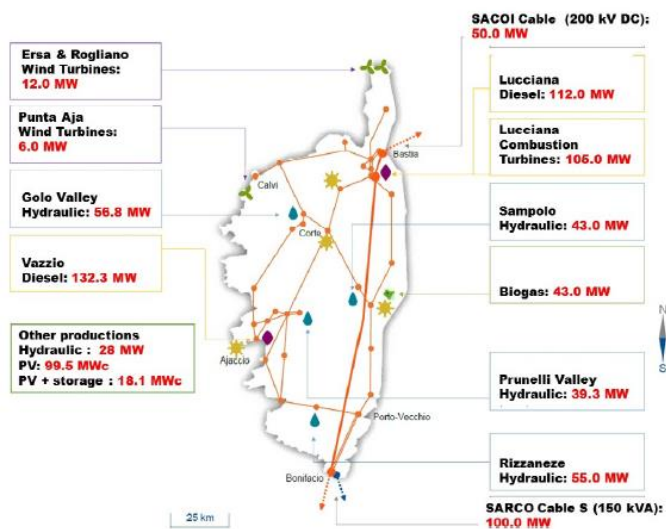 SACOI Cable (200 kV DC):
50.0 MW
Ersa & Rogliano
Wind Turbines:
12.0 MW
Punta Aja
Wind Turbines:
6.0 MW
Golo Valley
Hydraulic: 56.8 MW
Vazzio
Diesel: 132.3 MW
Other productions
Hydraulic : 28 MW
PV: 99.5 MWc
PV + storage : 18.1 MWc
Lucciana
Diesel: 112.0 MW
Lucciana
Combustion
Turbines: 105.0 MW
Sampolo
Hydraulic: 43.0 MW
Biogas: 43.0 MW
Prunelli Valley
Hydraulic: 39.3 MW
Rizzaneze
Hydraulic: 55.0 MW
SARCO Cable S (150 kVA):
100.0 MW
Bastia
Calvi
Corte
Ajaccio
Porto-Vecchio
Bonifacio
N
S
25 km